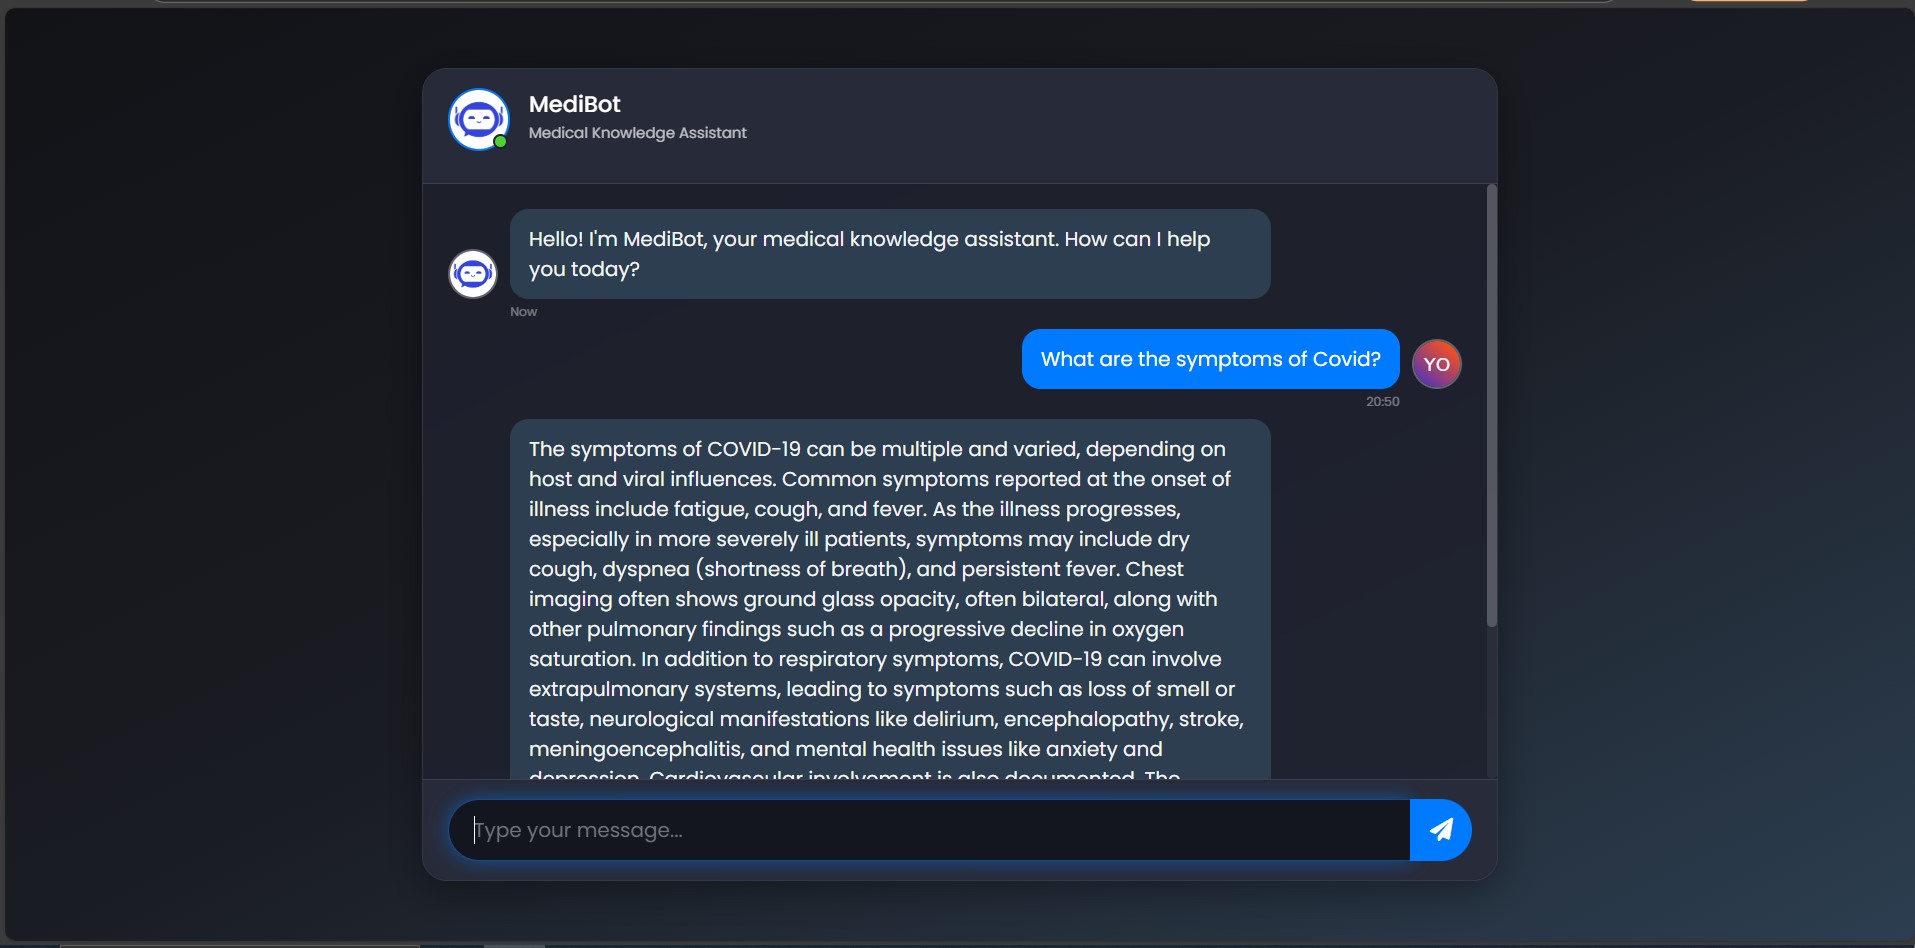 MediBot
Medical Knowledge Assistant
Hello! I'm MediBot, your medical knowledge assistant. How can I help
you today?
Now
What are the symptoms of Covid?
YO
20:50
The symptoms of COVID-19 can be multiple and varied, depending on
host and viral influences. Common symptoms reported at the onset of
illness include fatigue, cough, and fever. As the illness progresses,
especially in more severely ill patients, symptoms may include dry
cough, dyspnea (shortness of breath), and persistent fever. Chest
imaging often shows ground glass opacity, often bilateral, along with
other pulmonary findings such as a progressive decline in oxygen
saturation. In addition to respiratory symptoms, COVID-19 can involve
extrapulmonary systems, leading to symptoms such as loss of smell or
taste, neurological manifestations like delirium, encephalopathy, stroke,
meningoencephalitis, and mental health issues like anxiety and
depression. Cardiovascular involvement is also documented. The
Type your message...